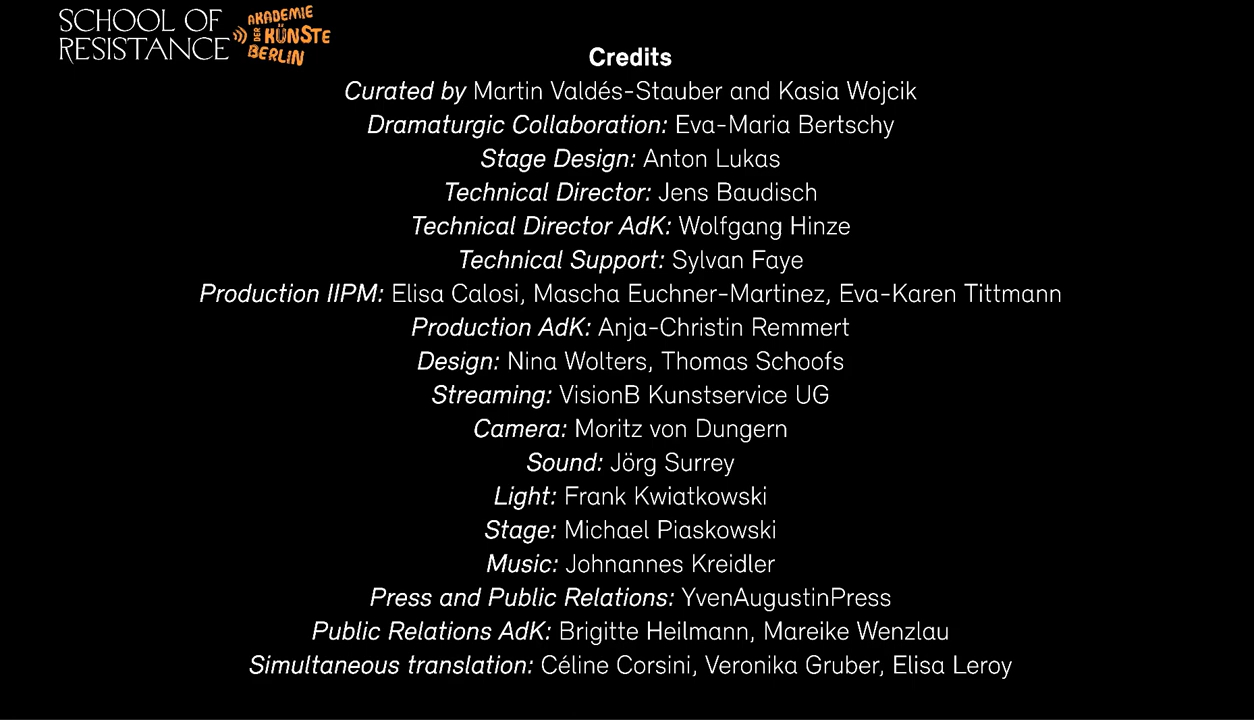 SCHOOL OF
RESISTANCE
AKADEMIE
DER KÜNSTE
BERLIN
Credits
Curated by Martin Valdés-Stauber and Kasia Wojcik
Dramaturgic Collaboration: Eva-Maria Bertschy
Stage Design: Anton Lukas
Technical Director: Jens Baudisch
Technical Director AdK: Wolfgang Hinze
Technical Support: Sylvan Faye
Production IIPM: Elisa Calosi, Mascha Euchner-Martinez, Eva-Karen Tittmann
Production AdK: Anja-Christin Remmert
Design: Nina Wolters, Thomas Schoofs
Streaming: VisionB Kunstservice UG
Camera: Moritz von Dungern
Sound: Jörg Surrey
Light: Frank Kwiatkowski
Stage: Michael Piaskowski
Music: Johnannes Kreidler
Press and Public Relations: YvenAugustinPress
Public Relations AdK: Brigitte Heilmann, Mareike Wenzlau
Simultaneous translation: Céline Corsini, Veronika Gruber, Elisa Leroy